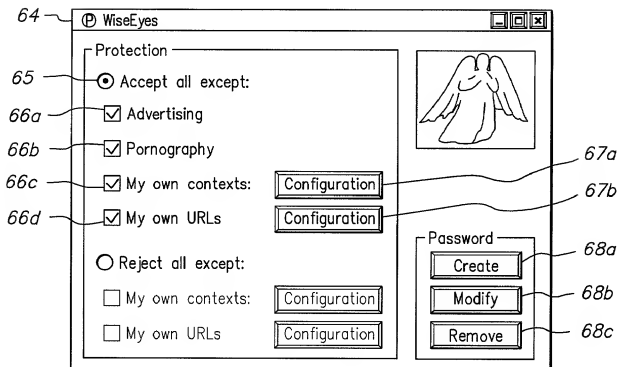 64
Ⓟ WiseEyes
Protection
65
Accept all except:
66a
Advertising
66b
Pornography
66c
My own contexts:
Configuration
67a
66d
My own URLs
Configuration
67b
Reject all except:
My own contexts:
Configuration
My own URLs
Configuration
Password
Create
68a
Modify
68b
Remove
68c